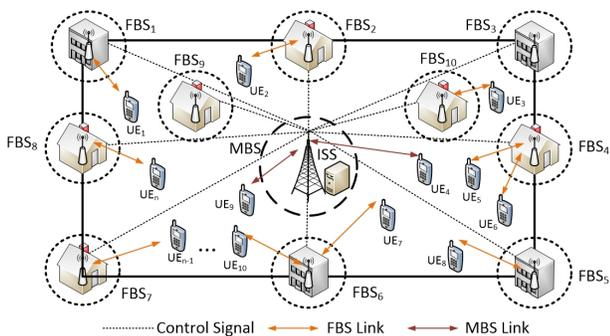 FBS1
FBS2
FBS3
FBS9
FBS10
UE2
UE3
UE1
FBS8
MBS
ISS
FBS4
UEn
UE9
UE4
UE5
UE6
UE7
UEn-1
...
UE10
UE8
FBS7
FBS6
FBS5
Control Signal
FBS Link
MBS Link